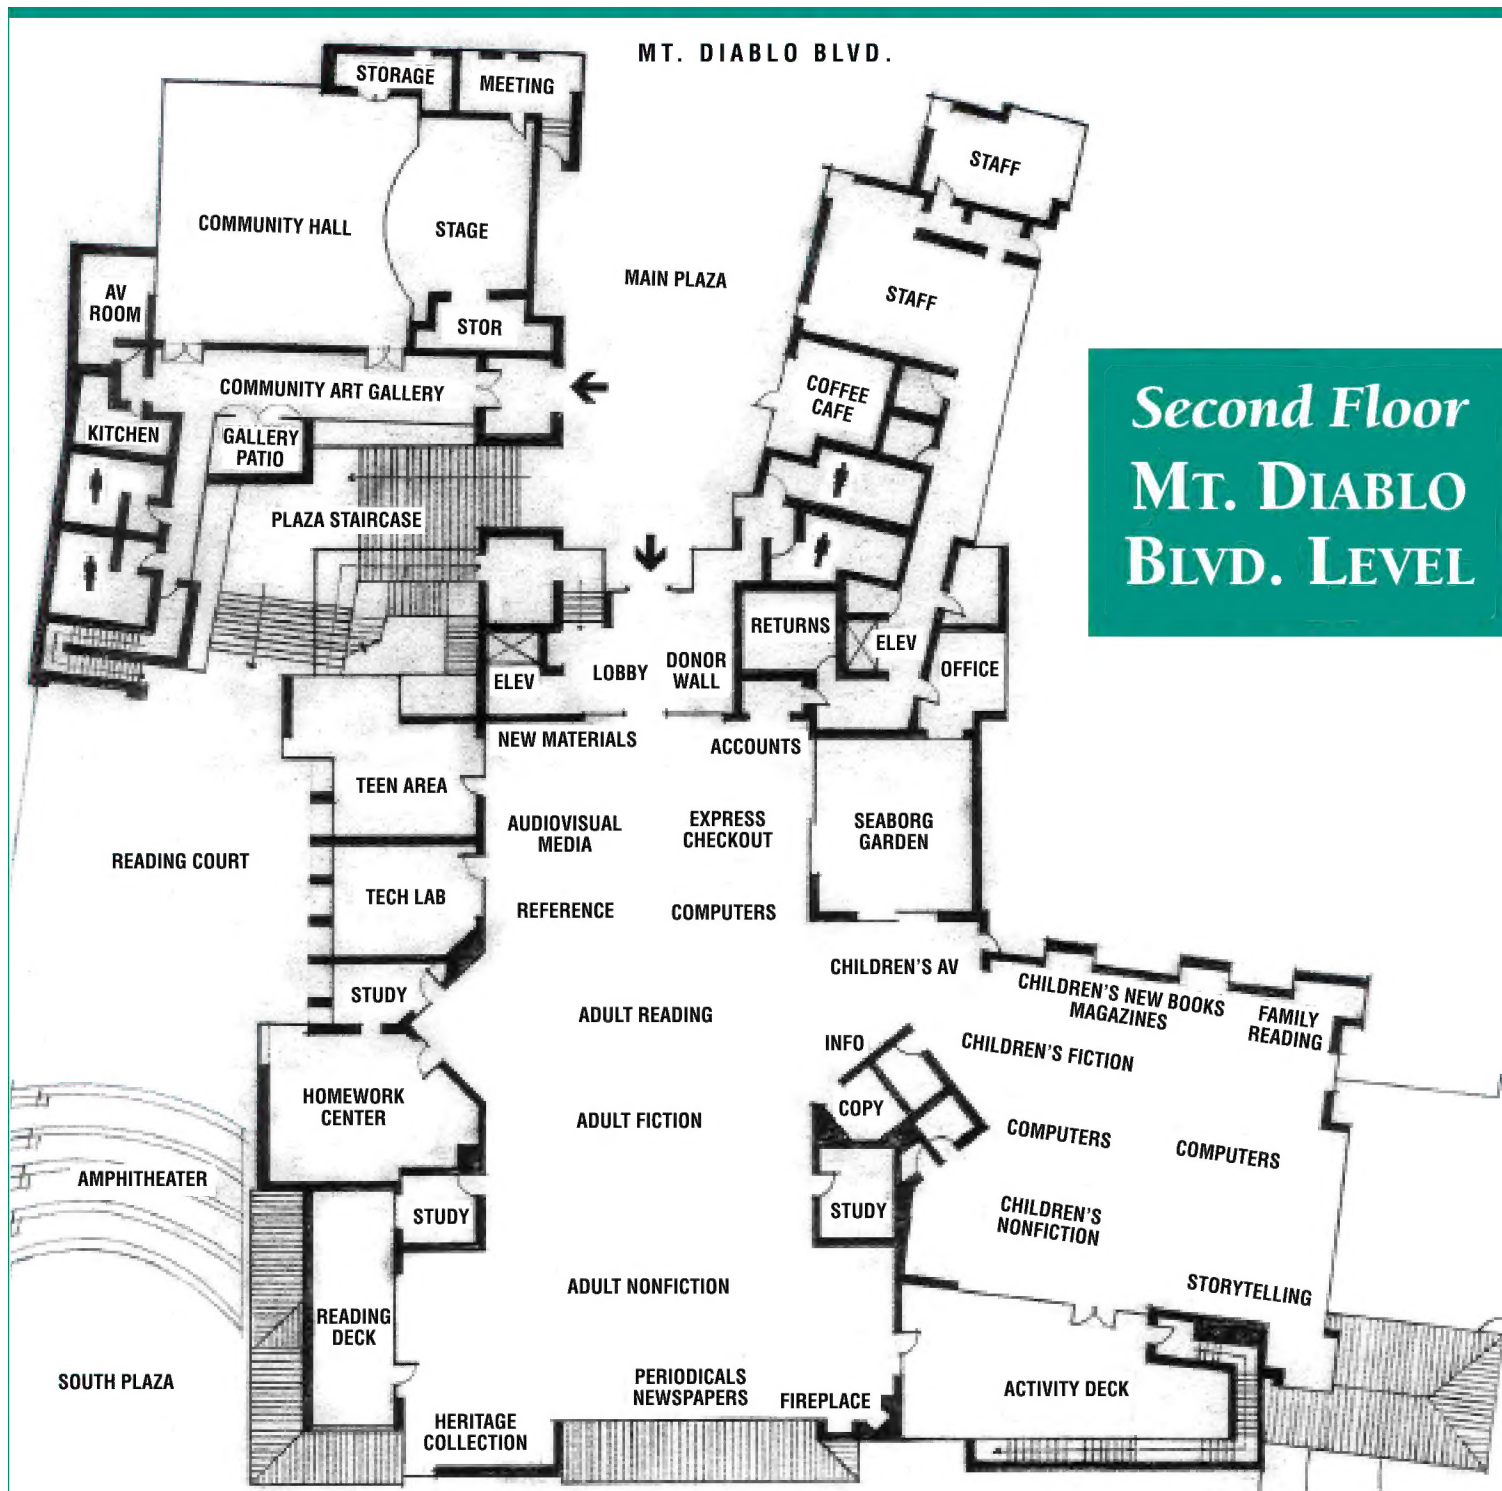 MT. DIABLO BLVD.
STORAGE
MEETING
STAFF
COMMUNITY HALL
STAGE
MAIN PLAZA
STAFF
AV
ROOM
STOR
COMMUNITY ART GALLERY
COFFEE
CAFE
Second Floor
MT. DIABLO
BLVD. LEVEL
KITCHEN
GALLERY
PATIO
PLAZA STAIRCASE
RETURNS
ELEV
LOBBY
DONOR
WALL
OFFICE
ELEV
NEW MATERIALS
ACCOUNTS
TEEN AREA
AUDIOVISUAL
MEDIA
EXPRESS
CHECKOUT
SEABORG
GARDEN
READING COURT
TECH LAB
REFERENCE
COMPUTERS
CHILDREN'S AV
STUDY
CHILDREN'S NEW BOOKS
MAGAZINES
FAMILY
READING
ADULT READING
INFO
CHILDREN'S FICTION
HOMEWORK
CENTER
COPY
ADULT FICTION
COMPUTERS
COMPUTERS
AMPHITHEATER
STUDY
STUDY
CHILDREN'S
NONFICTION
ADULT NONFICTION
STORYTELLING
READING
DECK
SOUTH PLAZA
PERIODICALS
NEWSPAPERS
FIREPLACE
ACTIVITY DECK
HERITAGE
COLLECTION